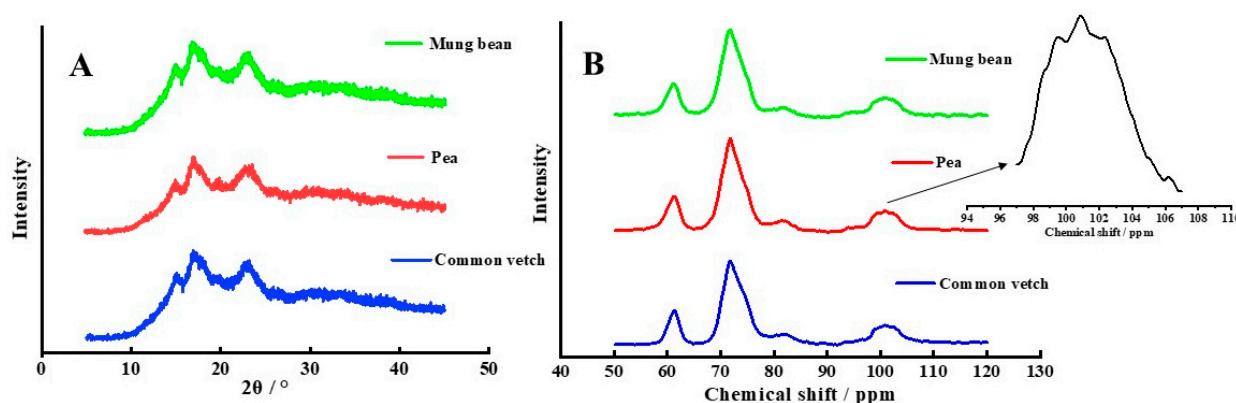 A
Mung bean
Pea
Common vetch
Intensity
0 10 20 30 40 50
2θ / °
B
Mung bean
Pea
Common vetch
Intensity
40 50 60 70 80 90 100 110 120 130
Chemical shift / ppm
94 96 98 100 102 104 106 108 110
Chemical shift / ppm